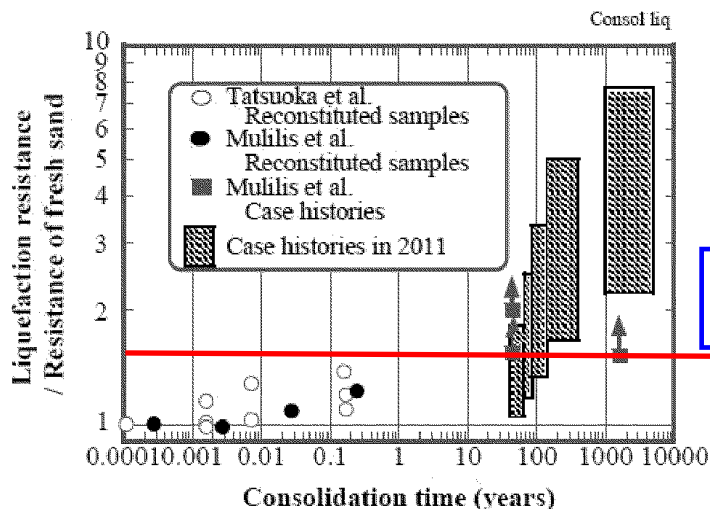 Consol liq
10
9
8
7
6
5
4
3
2
1
Liquefaction resistance
/ Resistance of fresh sand
Tatsuoka et al.
Reconstituted samples
Mulilis et al.
Reconstituted samples
Mulilis et al.
Case histories
Case histories in 2011
0.0001 0.001 0.01 0.1 1 10 100 1000 10000
Consolidation time (years)